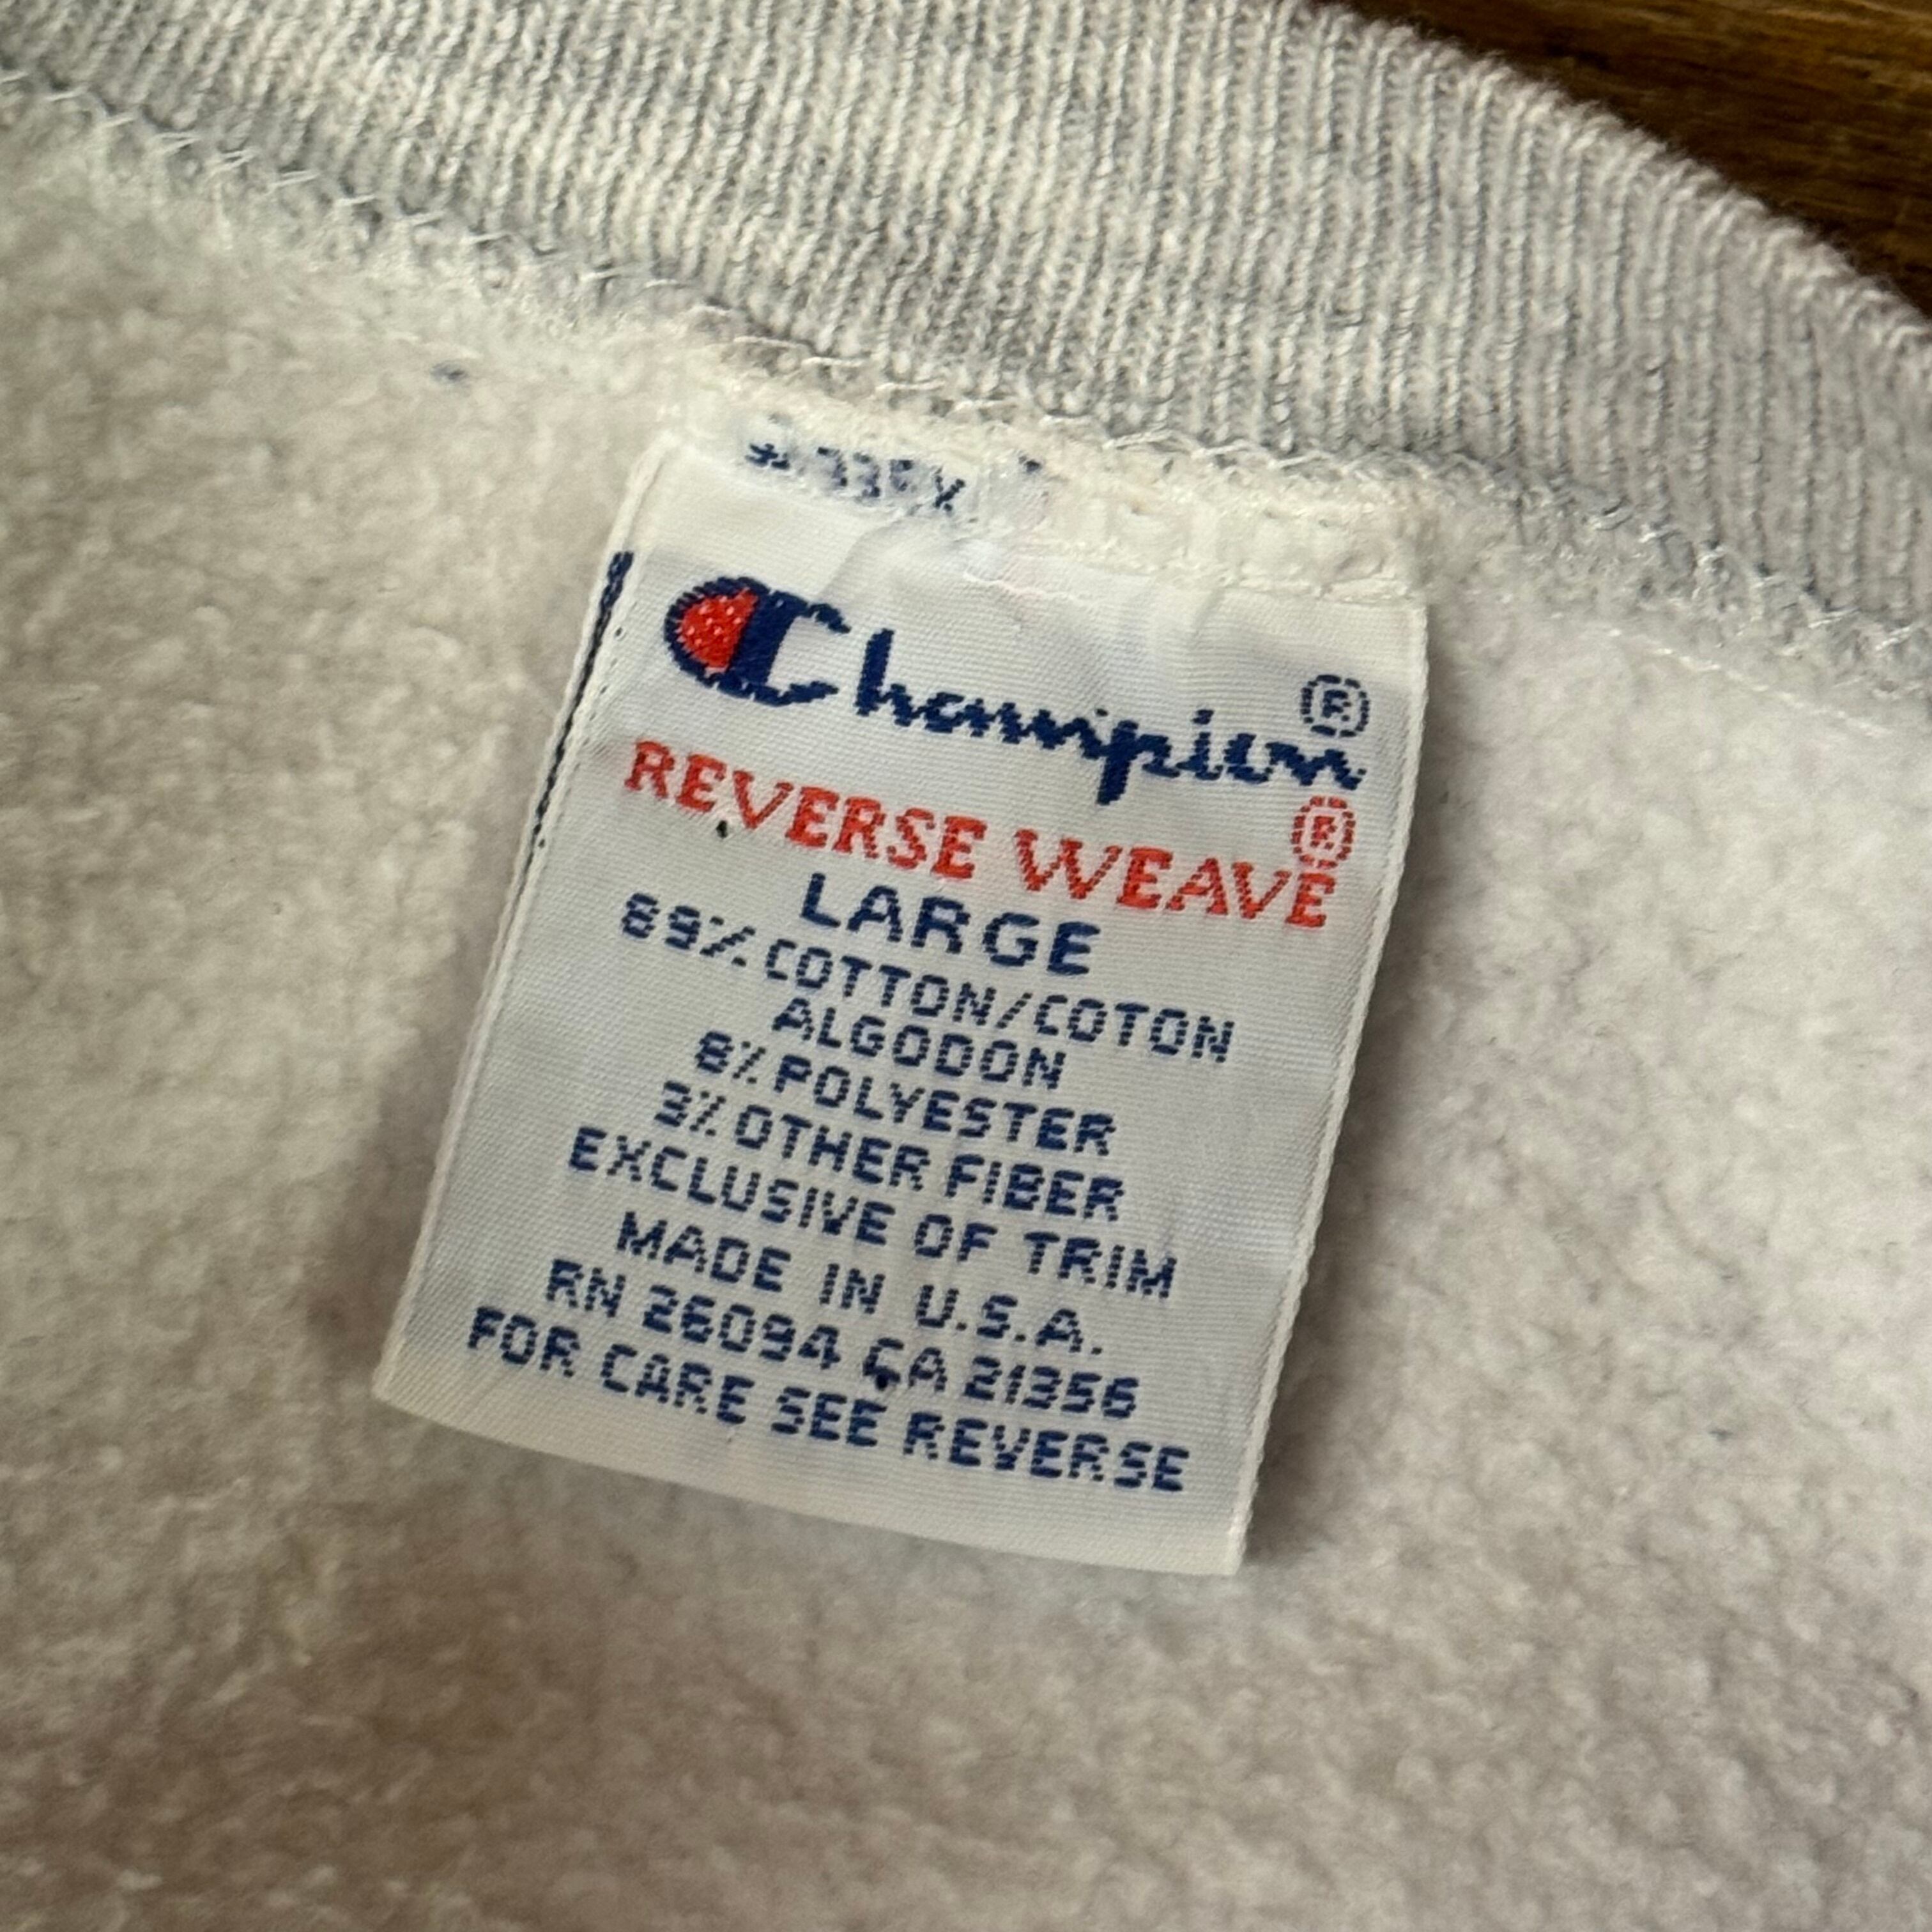 Champion®
REVERSE WEAVE®
LARGE
89% COTTON/COTON
ALGODON
8% POLYESTER
3% OTHER FIBER
EXCLUSIVE OF TRIM
MADE IN U.S.A.
RN 26094 CA 21356
FOR CARE SEE REVERSE